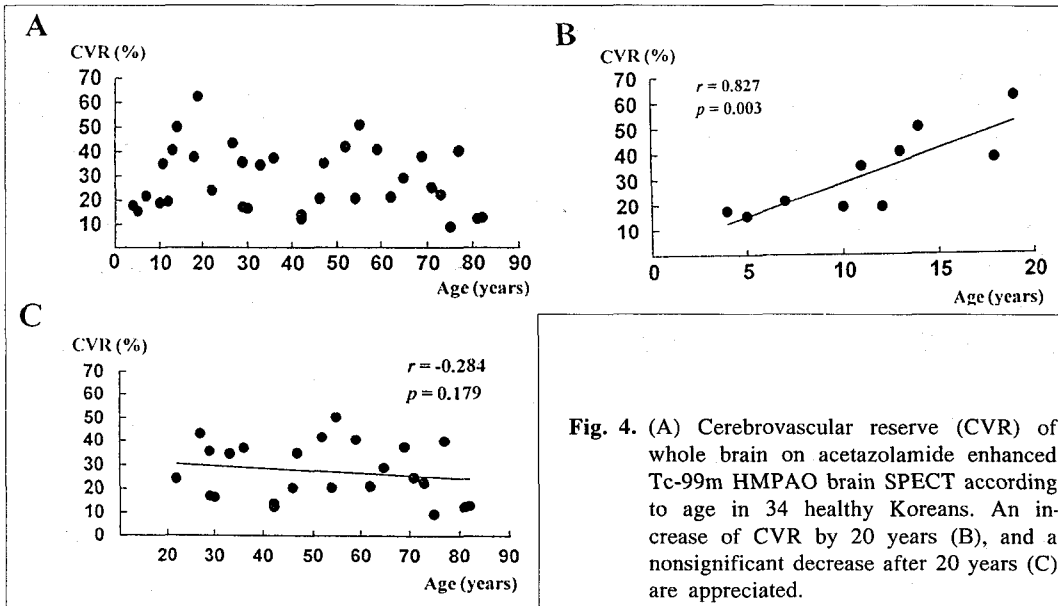 A
CVR (%)
70
60
50
40
30
20
10
0 10 20 30 40 50 60 70 80 90
Age (years)
B
CVR (%)
70
60
50
40
30
20
10
r = 0.827
p = 0.003
0 5 10 15 20
Age (years)
C
CVR (%)
70
60
50
40
30
20
10
0
r = -0.284
p = 0.179
20 30 40 50 60 70 80 90
Age (years)
Fig. 4. (A) Cerebrovascular reserve (CVR) of
whole brain on acetazolamide enhanced
Tc-99m HMPAO brain SPECT according
to age in 34 healthy Koreans. An in-
crease of CVR by 20 years (B), and a
nonsignificant decrease after 20 years (C)
are appreciated.